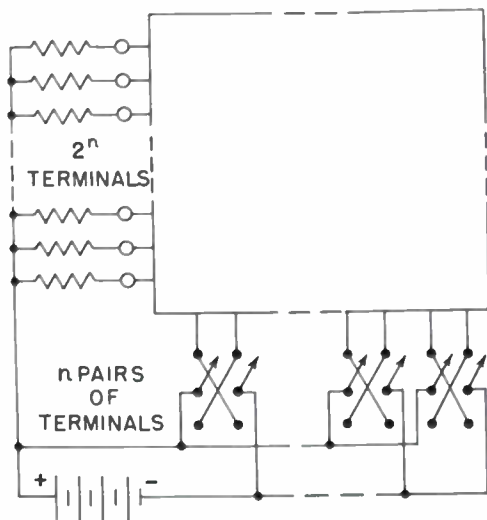 2ⁿ
TERMINALS
n PAIRS
OF
TERMINALS
+ −